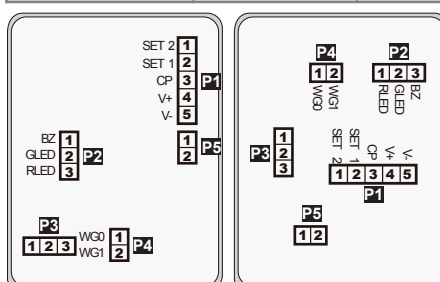 SET 2 1
SET 1 2
CP 3 P1
V+ 4
V- 5
BZ 1
GLED 2 P2
RLED 3
1
2 P5
P3
1 2 3
WG0 1
WG1 2 P4
P4
1 2
WG0 WG1
P2
1 2 3
RLED GLED BZ
P3
1
2
3
SET 2 SET 1 CP V+ V-
1 2 3 4 5
P1
P5
1 2